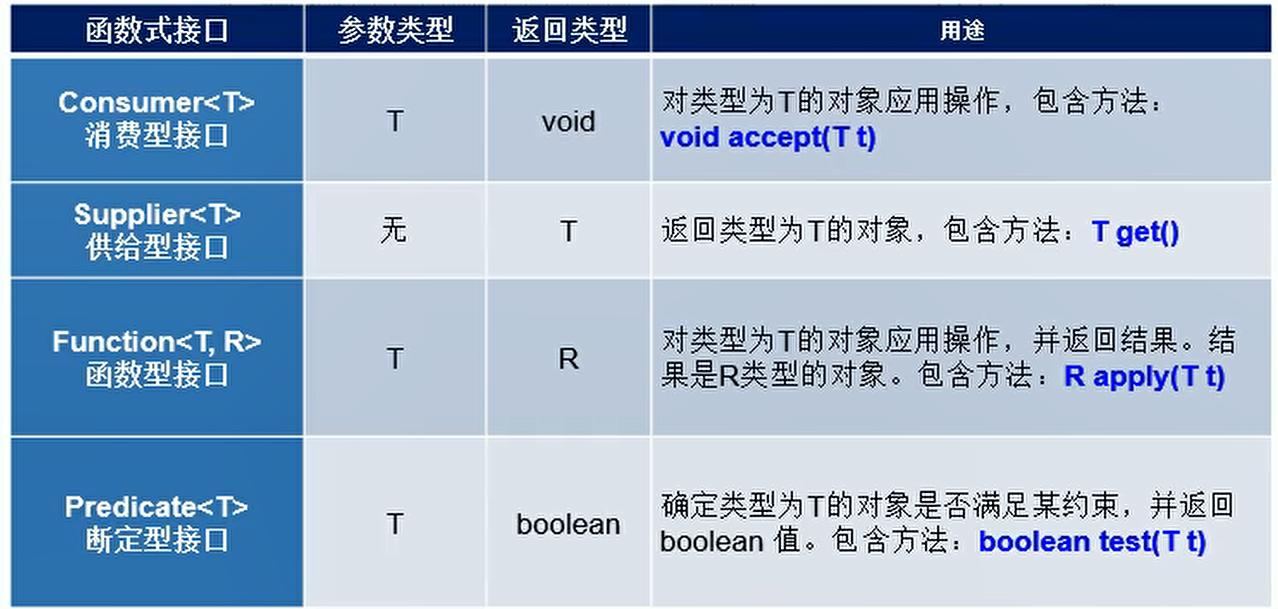 函数式接口 参数类型 返回类型 用途
Consumer<T>
消费型接口
T
void
对类型为T的对象应用操作，包含方法：
void accept(T t)
Supplier<T>
供给型接口
无
T
返回类型为T的对象，包含方法：T get()
Function<T, R>
函数型接口
T
R
对类型为T的对象应用操作，并返回结果。结
果是R类型的对象。包含方法：R apply(T t)
Predicate<T>
断定型接口
T
boolean
确定类型为T的对象是否满足某约束，并返回
boolean 值。包含方法：boolean test(T t)